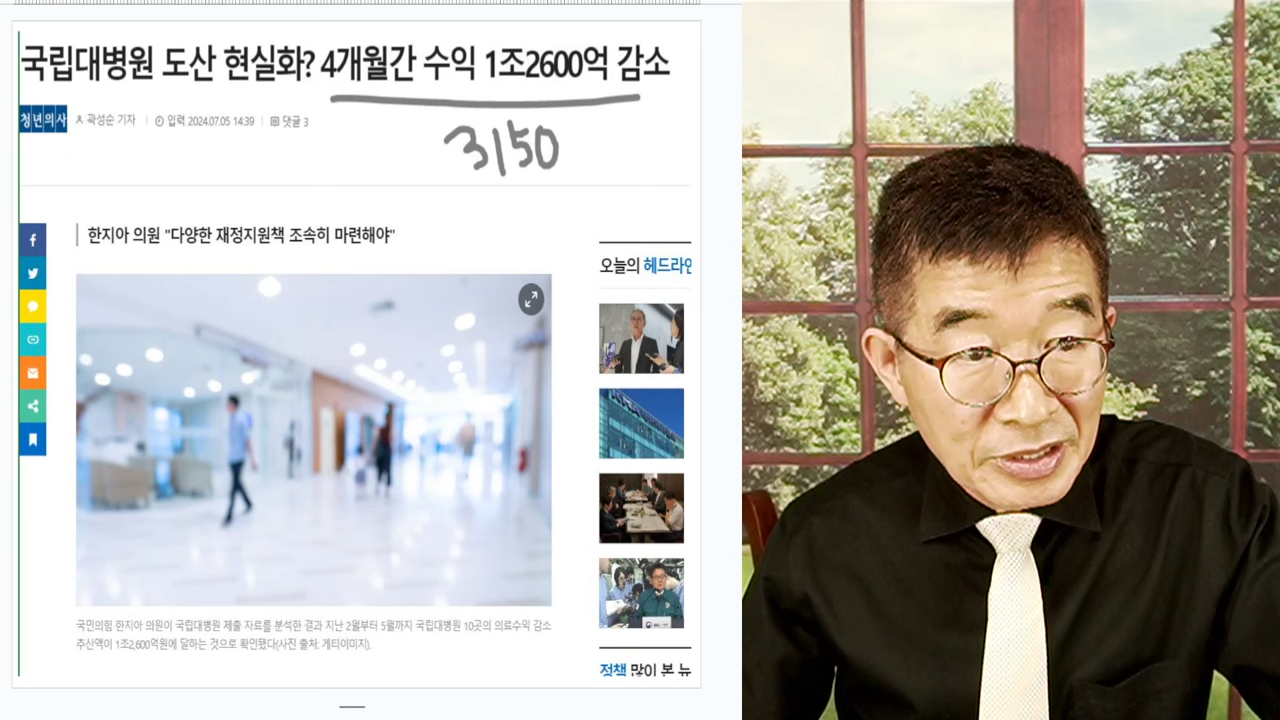 국립대병원 도산 현실화? 4개월간 수익 1조2600억 감소
청년의사 곽성순 기자 입력 2024.07.05 14:39 댓글 3
3150
한지아 의원 "다양한 재정지원책 조속히 마련해야"
오늘의 헤드라인
국민의힘 한지아 의원이 국립대병원 제출 자료를 분석한 결과 지난 2월부터 5월까지 국립대병원 10곳의 의료수익 감소
추산액이 1조2,600억원에 달하는 것으로 확인됐다(사진 출처: 게티이미지).
정책 많이 본 뉴